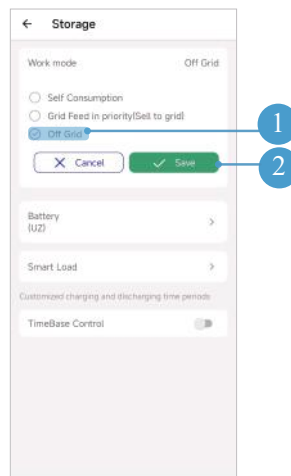 ← Storage
Work mode Off Grid
Self Consumption
Grid Feed in priority(Sell to grid)
Off Grid
1
X Cancel ✓ Save
2
Battery
(UZ)
Smart Load
Customized charging and discharging time periods
TimeBase Control